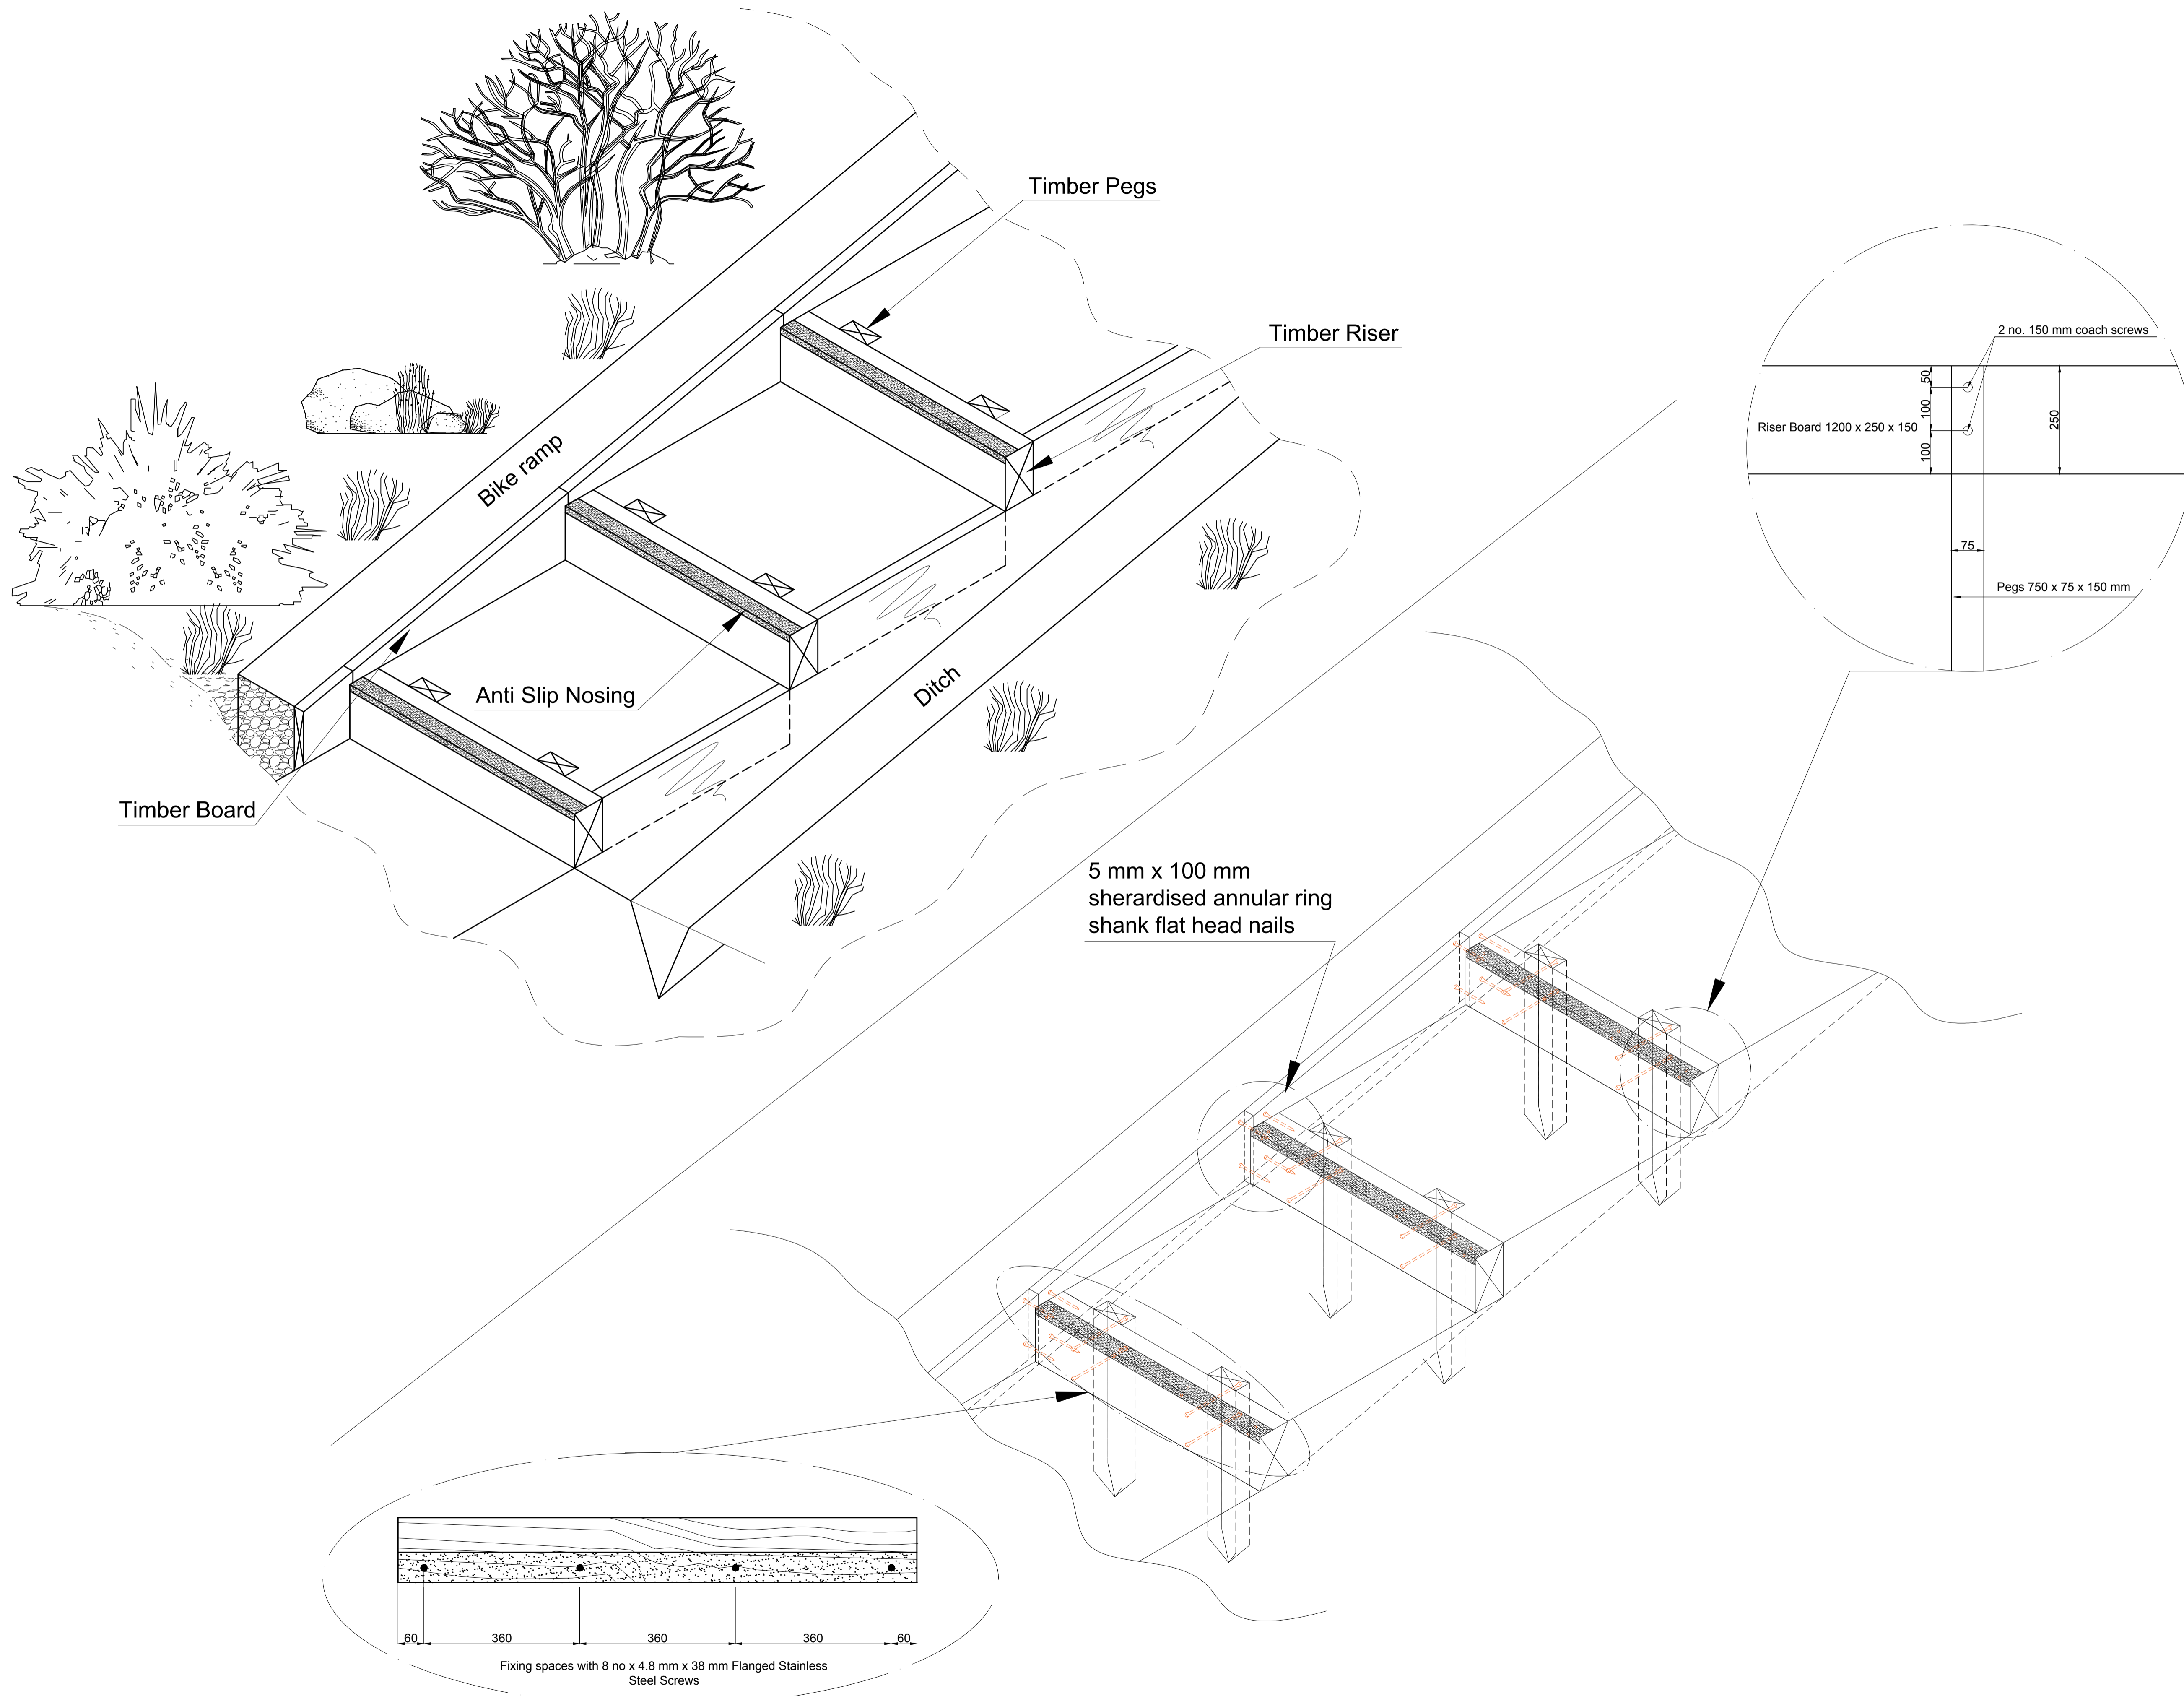 Timber Pegs
Timber Riser
Bike ramp
Anti Slip Nosing
Ditch
Timber Board
2 no. 150 mm coach screws
50
100
100
250
Riser Board 1200 x 250 x 150
75
Pegs 750 x 75 x 150 mm
5 mm x 100 mm
sherardised annular ring
shank flat head nails
60 360 360 360 60
Fixing spaces with 8 no x 4.8 mm x 38 mm Flanged Stainless
Steel Screws